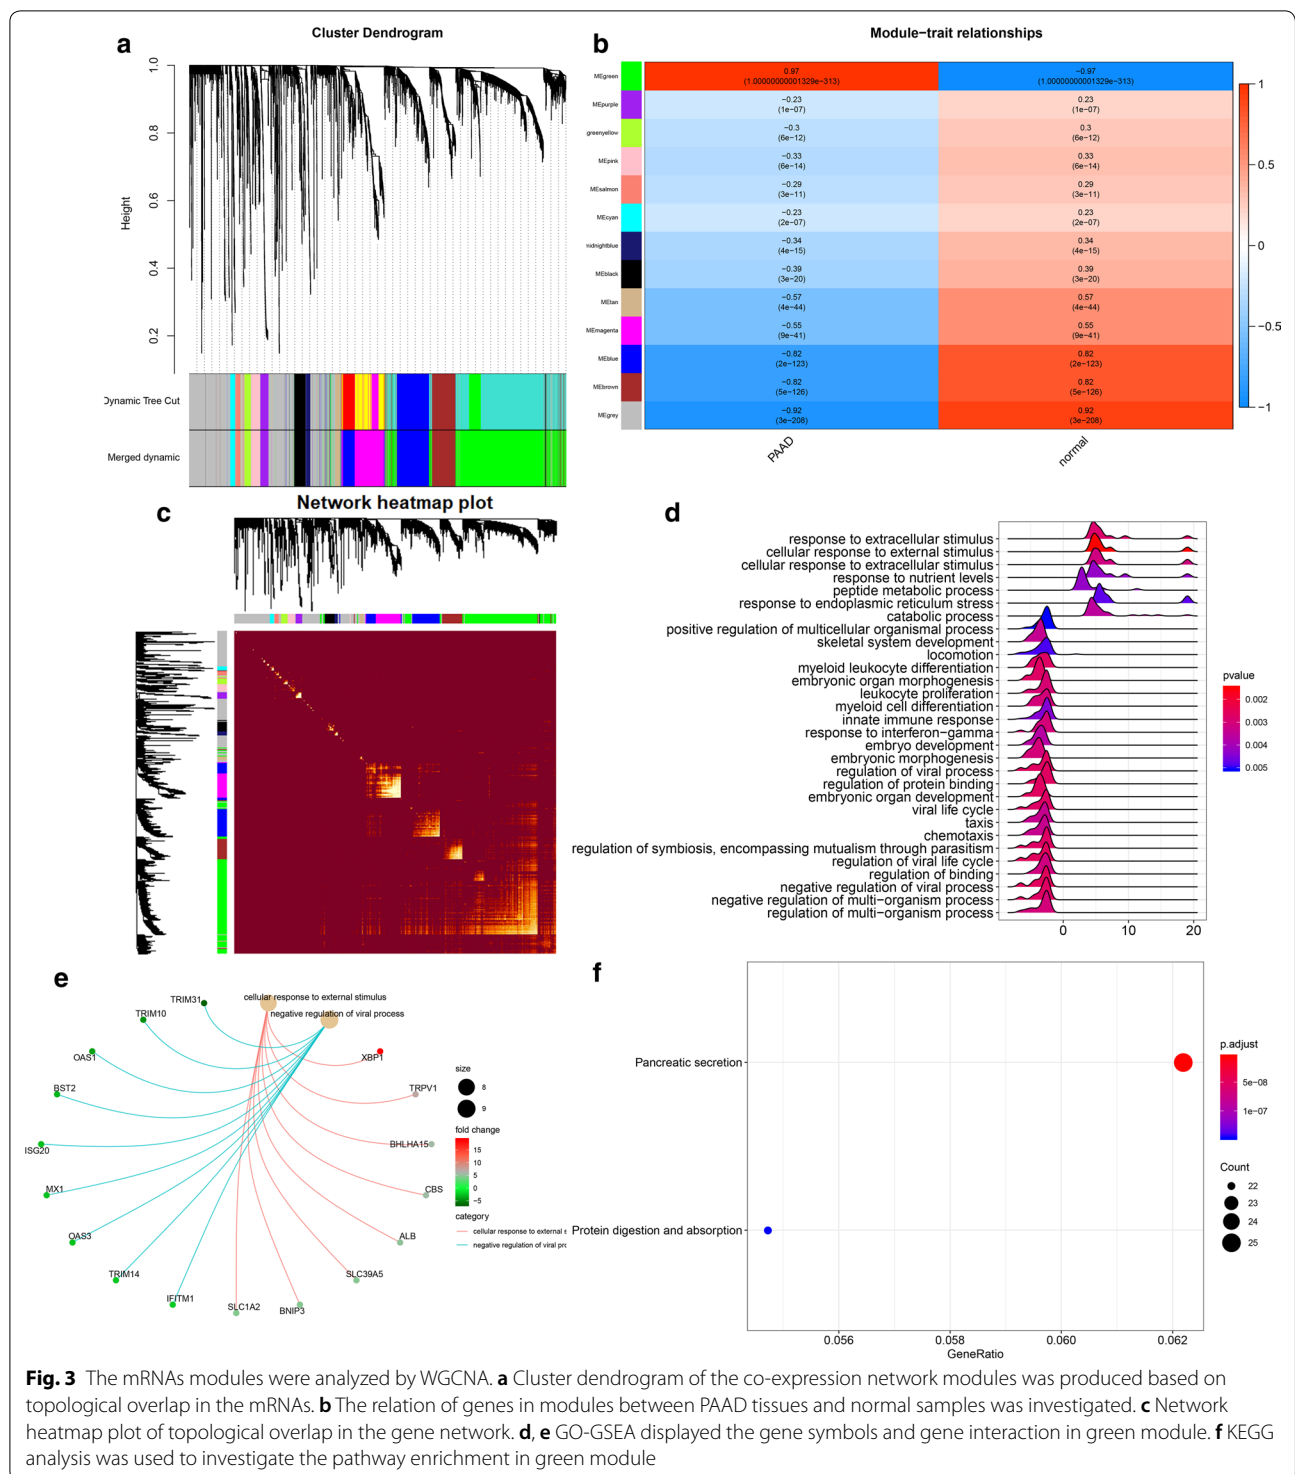 a
Cluster Dendrogram
Height
1.0
0.8
0.6
0.4
0.2
Dynamic Tree Cut
Merged dynamic
b
Module−trait relationships
MEgreen
0.97
(1.00000000001329e−313)
−0.97
(1.00000000001329e−313)
MEpurple
−0.23
(1e−07)
0.23
(1e−07)
greenyellow
−0.3
(6e−12)
0.3
(6e−12)
MEpink
−0.33
(6e−14)
0.33
(6e−14)
MEsalmon
−0.29
(3e−11)
0.29
(3e−11)
MEcyan
−0.23
(2e−07)
0.23
(2e−07)
midnightblue
−0.34
(4e−15)
0.34
(4e−15)
MEblack
−0.39
(3e−20)
0.39
(3e−20)
MEtan
−0.57
(4e−44)
0.57
(4e−44)
MEmagenta
−0.55
(9e−41)
0.55
(9e−41)
MEblue
−0.82
(2e−123)
0.82
(2e−123)
MEbrown
−0.82
(5e−126)
0.82
(5e−126)
MEgrey
−0.92
(3e−208)
0.92
(3e−208)
PAAD
normal
1
0.5
0
−0.5
−1
c
Network heatmap plot
d
response to extracellular stimulus
cellular response to external stimulus
cellular response to extracellular stimulus
response to nutrient levels
peptide metabolic process
response to endoplasmic reticulum stress
catabolic process
positive regulation of multicellular organismal process
skeletal system development
locomotion
myeloid leukocyte differentiation
embryonic organ morphogenesis
leukocyte proliferation
myeloid cell differentiation
innate immune response
response to interferon−gamma
embryo development
embryonic morphogenesis
regulation of viral process
regulation of protein binding
embryonic organ development
viral life cycle
taxis
chemotaxis
regulation of symbiosis, encompassing mutualism through parasitism
regulation of viral life cycle
regulation of binding
negative regulation of viral process
negative regulation of multi−organism process
regulation of multi−organism process
0
10
20
pvalue
0.002
0.003
0.004
0.005
e
cellular response to external stimulus
negative regulation of viral process
TRIM31
TRIM10
OAS1
BST2
ISG20
MX1
OAS3
TRIM14
IFITM1
SLC1A2
BNIP3
SLC39A5
ALB
CBS
BHLHA15
TRPV1
XBP1
size
8
9
fold change
15
10
5
0
−5
category
cellular response to external s
negative regulation of viral prc
f
Pancreatic secretion
Protein digestion and absorption
0.056
0.058
0.060
0.062
GeneRatio
p.adjust
5e−08
1e−07
Count
22
23
24
25
Fig. 3 The mRNAs modules were analyzed by WGCNA. a Cluster dendrogram of the co-expression network modules was produced based on
topological overlap in the mRNAs. b The relation of genes in modules between PAAD tissues and normal samples was investigated. c Network
heatmap plot of topological overlap in the gene network. d, e GO-GSEA displayed the gene symbols and gene interaction in green module. f KEGG
analysis was used to investigate the pathway enrichment in green module